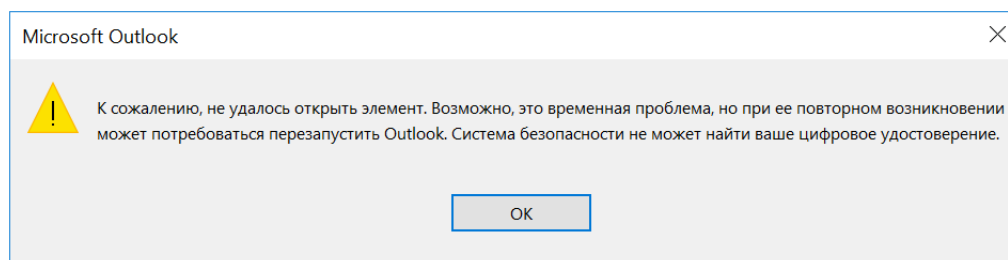 Microsoft Outlook
К сожалению, не удалось открыть элемент. Возможно, это временная проблема, но при ее повторном возникновении
может потребоваться перезапустить Outlook. Система безопасности не может найти ваше цифровое удостоверение.
ОК